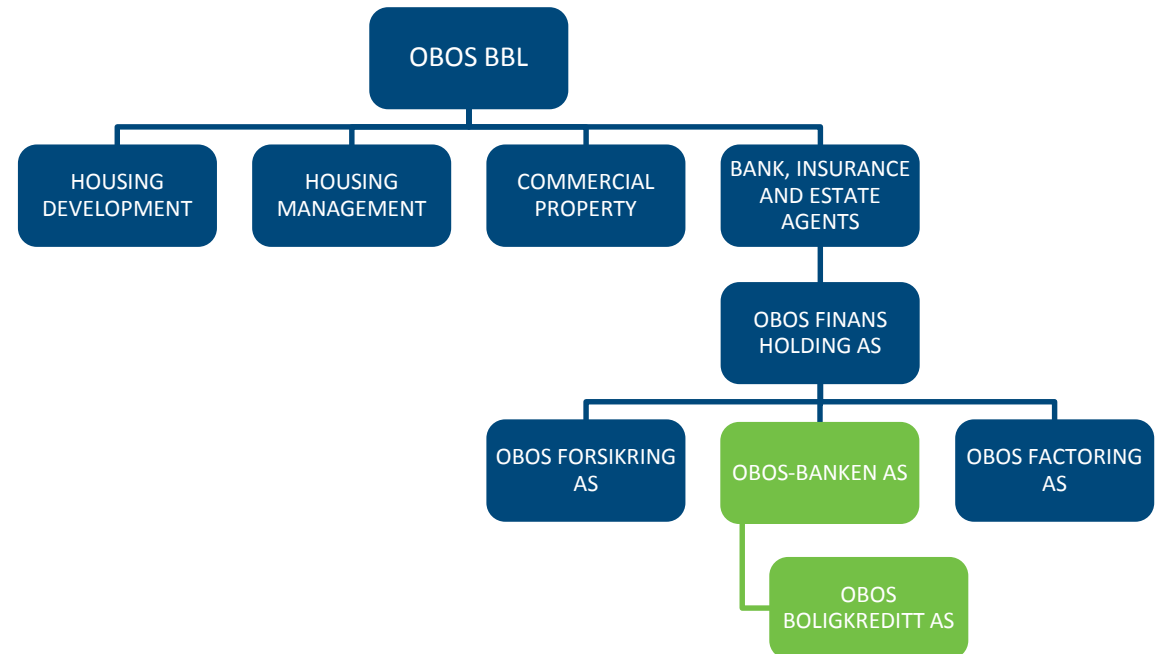 OBOS BBL
HOUSING
DEVELOPMENT
HOUSING
MANAGEMENT
COMMERCIAL
PROPERTY
BANK, INSURANCE
AND ESTATE
AGENTS
OBOS FINANS
HOLDING AS
OBOS FORSIKRING
AS
OBOS-BANKEN AS
OBOS FACTORING
AS
OBOS
BOLIGKREDITT AS